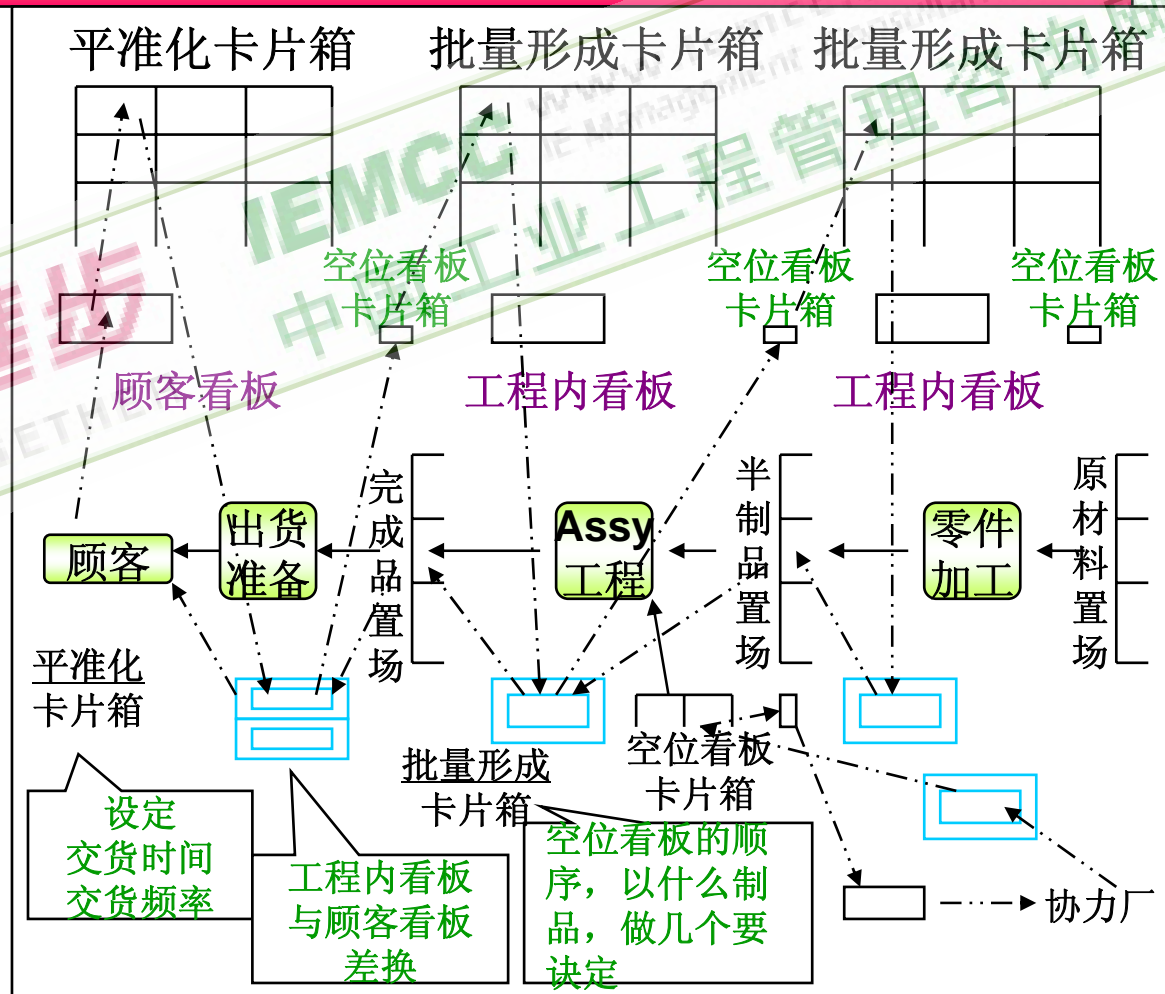 平准化卡片箱
批量形成卡片箱
批量形成卡片箱
IEMCC
中国工业工程管理咨询网
IE Management
空位看板
卡片箱
空位看板
卡片箱
空位看板
卡片箱
顾客看板
工程内看板
工程内看板
完成品置场
半制品置场
原材料置场
顾客
出货
准备
Assy
工程
零件
加工
平准化
卡片箱
批量形成
卡片箱
空位看板
卡片箱
设定
交货时间
交货频率
工程内看板
与顾客看板
差换
空位看板的顺
序，以什么制
品，做几个要
诀定
协力厂